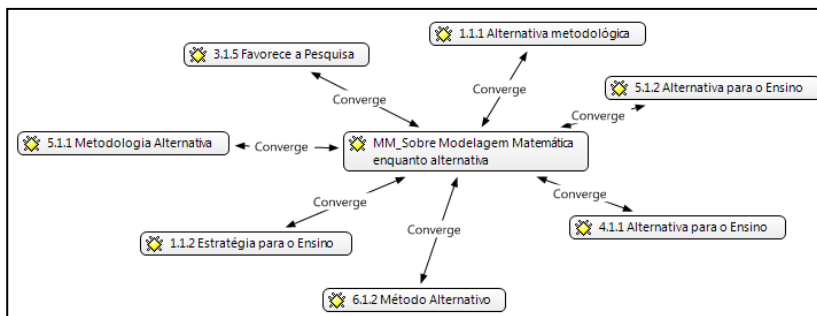 1.1.1 Alternativa metodológica
3.1.5 Favorece a Pesquisa
5.1.2 Alternativa para o Ensino
Converge
Converge
Converge
5.1.1 Metodologia Alternativa
Converge
MM_Sobre Modelagem Matemática
enquanto alternativa
Converge
Converge
Converge
4.1.1 Alternativa para o Ensino
1.1.2 Estratégia para o Ensino
6.1.2 Método Alternativo